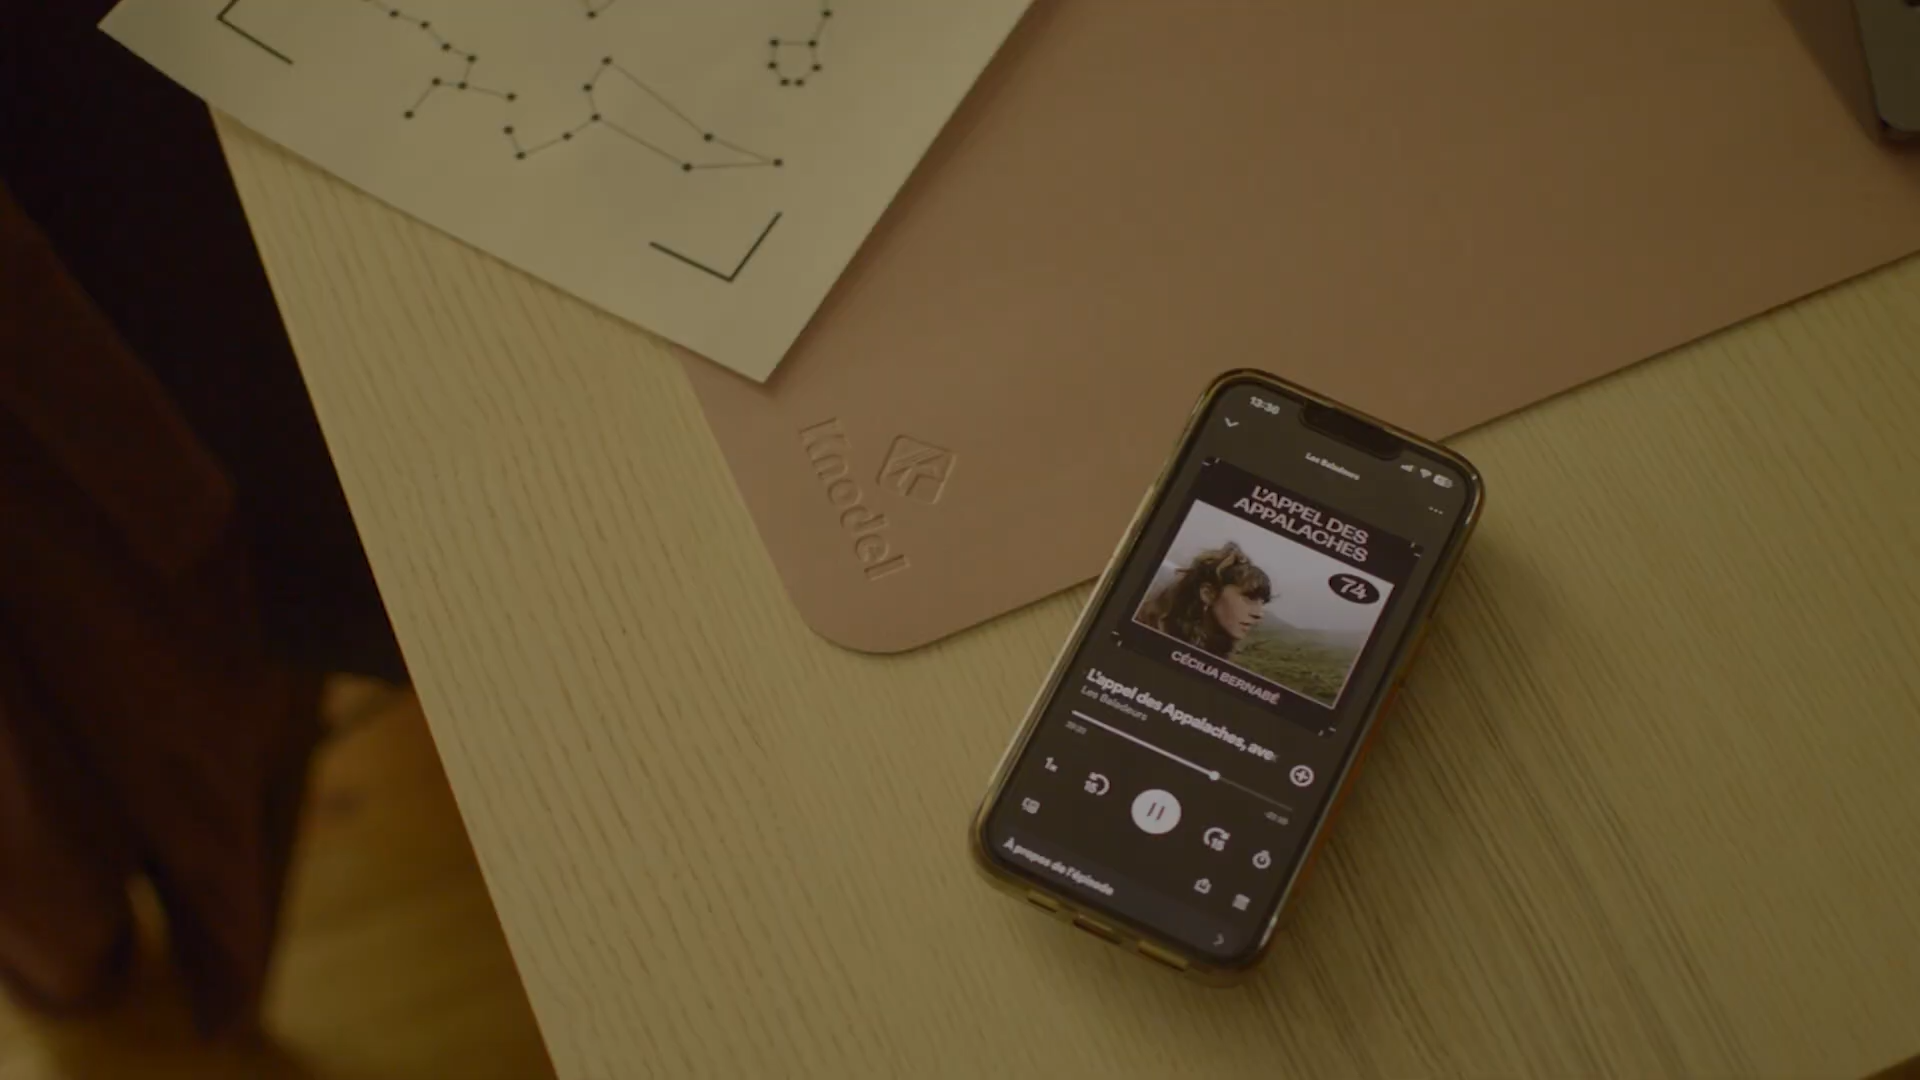 Knodel
13:30
Les Baladeurs
L'APPEL DES
APPALACHES
74
CÉCILIA BERNABÉ
L'appel des Appalaches, ave
Les Baladeurs
1x
15
15
À propos de l'épisode